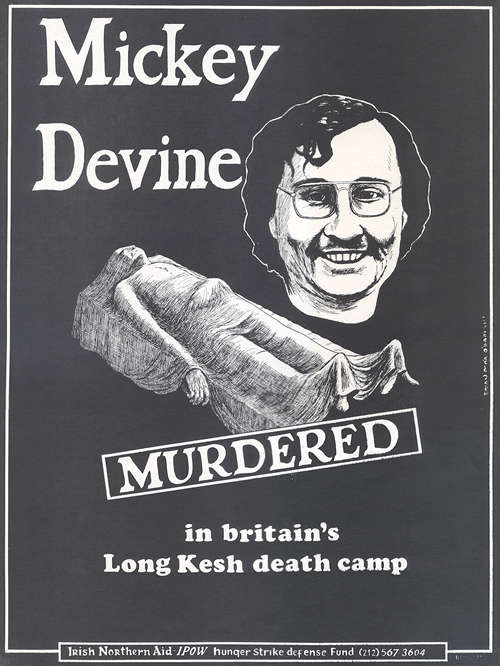 Mickey
Devine
MURDERED
in britain's
Long Kesh death camp
Irish Northern Aid-IPOW hunger Strike defense Fund (212) 567 3604